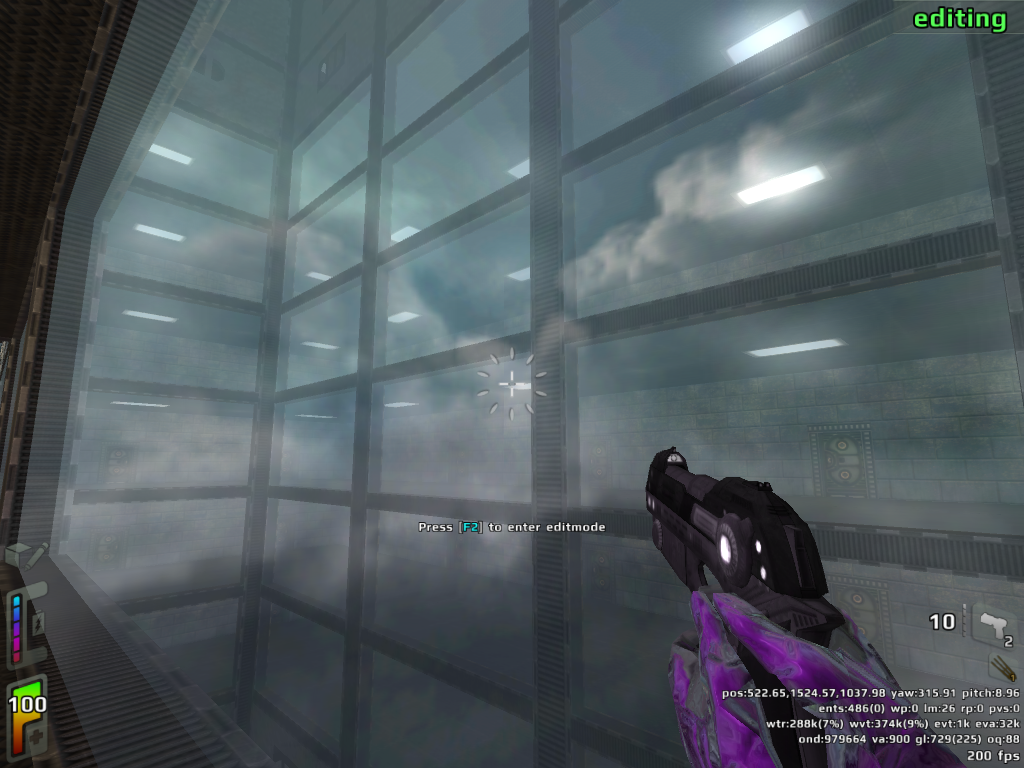 editing
Press [F2] to enter editmode
100
10
2
pos:522.65,1524.57,1037.98 yaw:315.91 pitch:8.96
ents:486(0) wp:0 lm:26 rp:0 pvs:0
wtr:288k(7%) wvt:374k(9%) evt:1k eva:32k
ond:979664 va:900 gl:729(225) oq:88
200 fps